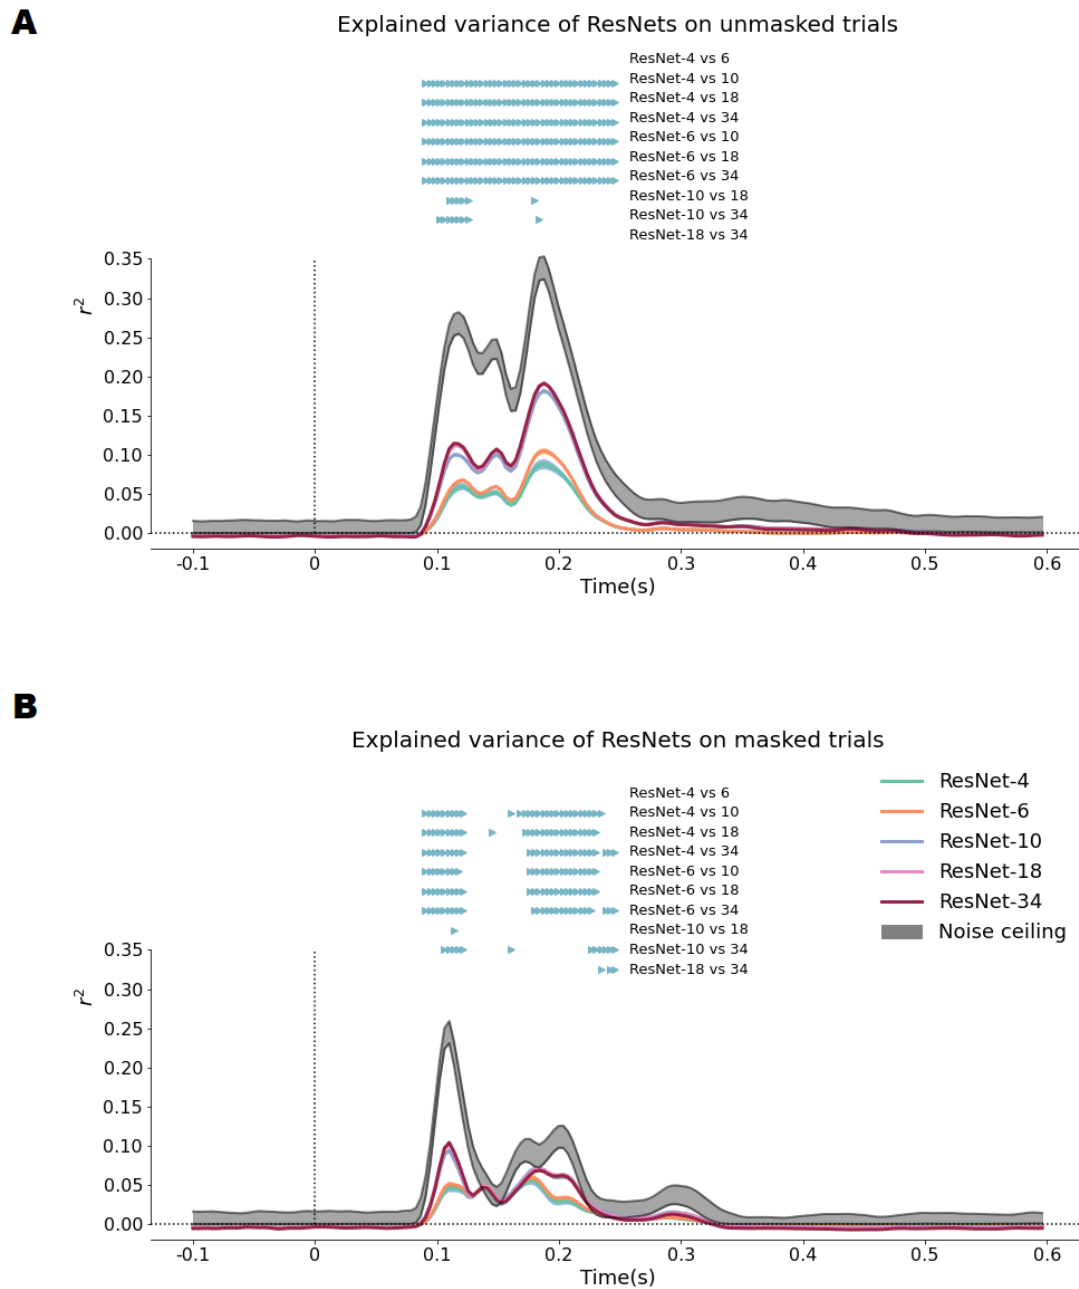 A
Explained variance of ResNets on unmasked trials
ResNet-4 vs 6
ResNet-4 vs 10
ResNet-4 vs 18
ResNet-4 vs 34
ResNet-6 vs 10
ResNet-6 vs 18
ResNet-6 vs 34
ResNet-10 vs 18
ResNet-10 vs 34
ResNet-18 vs 34
0.35
0.30
0.25
0.20
0.15
0.10
0.05
0.00
r²
-0.1 0 0.1 0.2 0.3 0.4 0.5 0.6
Time(s)
B
Explained variance of ResNets on masked trials
ResNet-4 vs 6
ResNet-4 vs 10
ResNet-4 vs 18
ResNet-4 vs 34
ResNet-6 vs 10
ResNet-6 vs 18
ResNet-6 vs 34
ResNet-10 vs 18
ResNet-10 vs 34
ResNet-18 vs 34
ResNet-4
ResNet-6
ResNet-10
ResNet-18
ResNet-34
Noise ceiling
0.35
0.30
0.25
0.20
0.15
0.10
0.05
0.00
r²
-0.1 0 0.1 0.2 0.3 0.4 0.5 0.6
Time(s)